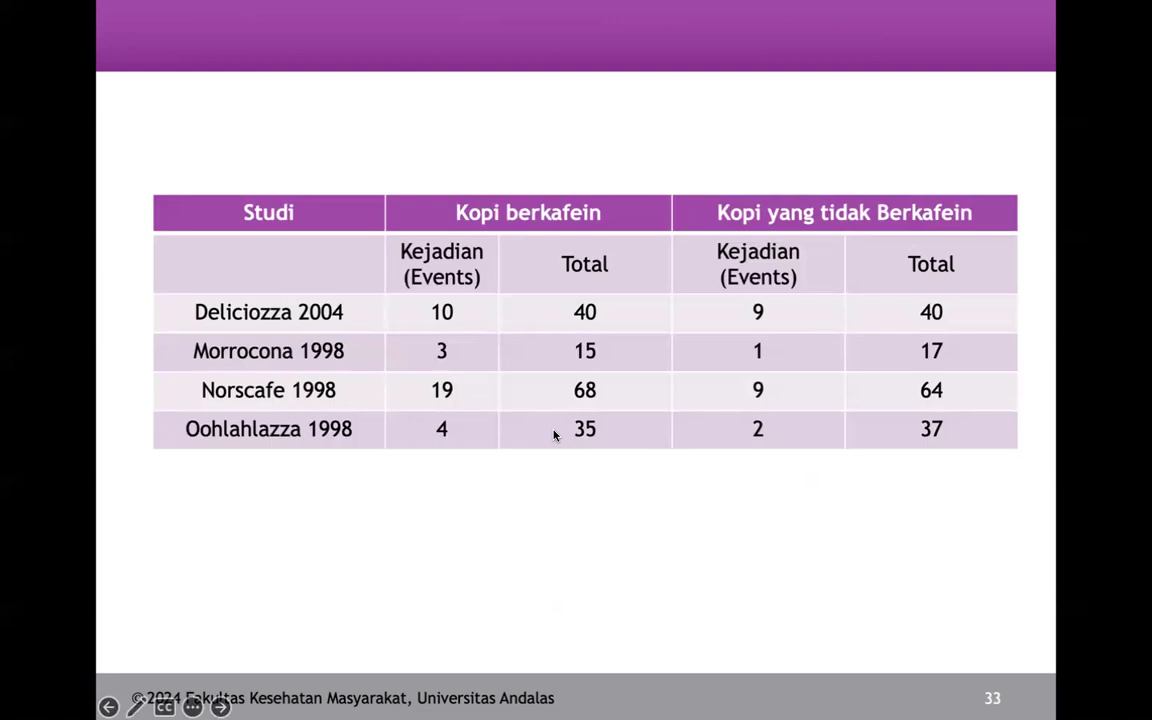 Studi Kopi berkafein Kopi yang tidak Berkafein
Kejadian (Events) Total Kejadian (Events) Total
Deliciozza 2004 10 40 9 40
Morrocona 1998 3 15 1 17
Norscafe 1998 19 68 9 64
Oohlahlazza 1998 4 35 2 37
©2024 Fakultas Kesehatan Masyarakat, Universitas Andalas 33